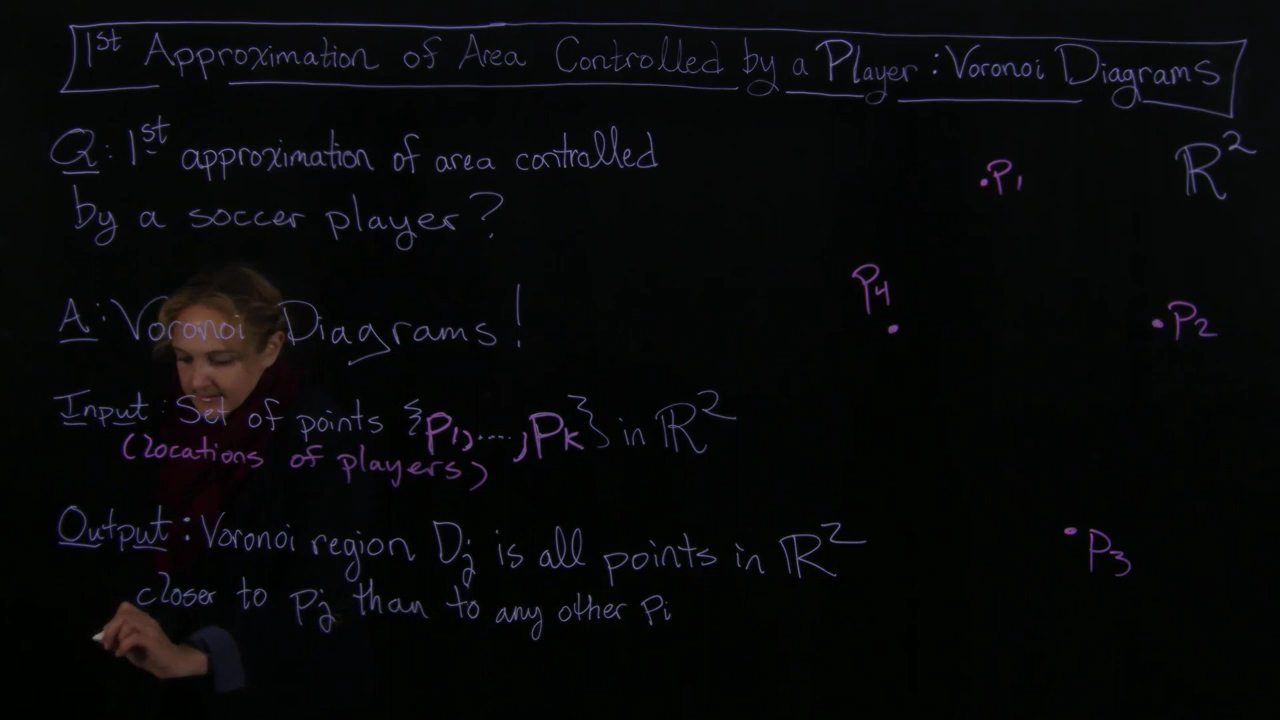 1st Approximation of Area Controlled by a Player: Voronoi Diagrams
Q: 1st approximation of area controlled
by a soccer player?
A: Voronoi Diagrams!
Input: Set of points {P1,....,Pk} in ℝ²
(locations of players)
Output: Voronoi region Dj is all points in ℝ²
closer to Pj than to any other Pi
ℝ²
P1
P4
P2
P3